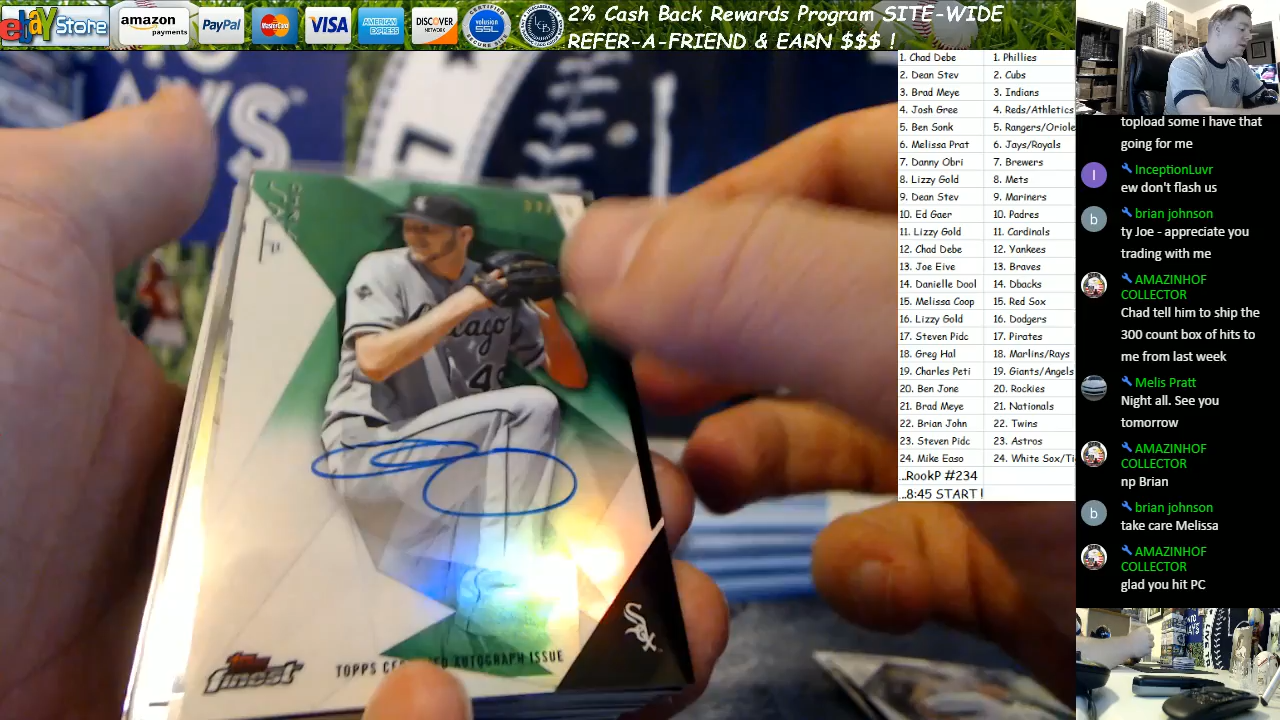 ebay Store
amazon payments
PayPal
MasterCard
VISA
AMERICAN EXPRESS
DISCOVER NETWORK
volusion SSL
2% Cash Back Rewards Program SITE-WIDE
REFER-A-FRIEND & EARN $$$ !
1. Chad Debe 1. Phillies
2. Dean Stev 2. Cubs
3. Brad Meye 3. Indians
4. Josh Gree 4. Reds/Athletics
5. Ben Sonk 5. Rangers/Oriole
6. Melissa Prat 6. Jays/Royals
7. Danny Obri 7. Brewers
8. Lizzy Gold 8. Mets
9. Dean Stev 9. Mariners
10. Ed Gaer 10. Padres
11. Lizzy Gold 11. Cardinals
12. Chad Debe 12. Yankees
13. Joe Eive 13. Braves
14. Danielle Dool 14. Dbacks
15. Melissa Coop 15. Red Sox
16. Lizzy Gold 16. Dodgers
17. Steven Pidc 17. Pirates
18. Greg Hal 18. Marlins/Rays
19. Charles Peti 19. Giants/Angels
20. Ben Jone 20. Rockies
21. Brad Meye 21. Nationals
22. Brian John 22. Twins
23. Steven Pidc 23. Astros
24. Mike Easo 24. White Sox/Ti
...RookP #234
...8:45 START!
topload some i have that
going for me
InceptionLuvr
ew don't flash us
brian johnson
ty Joe - appreciate you
trading with me
AMAZINHOF
COLLECTOR
Chad tell him to ship the
300 count box of hits to
me from last week
Melis Pratt
Night all. See you
tomorrow
AMAZINHOF
COLLECTOR
np Brian
brian johnson
take care Melissa
AMAZINHOF
COLLECTOR
glad you hit PC
Chicago
49
Sox
Topps finest
TOPPS CE ED AUTOGRAPH ISSUE